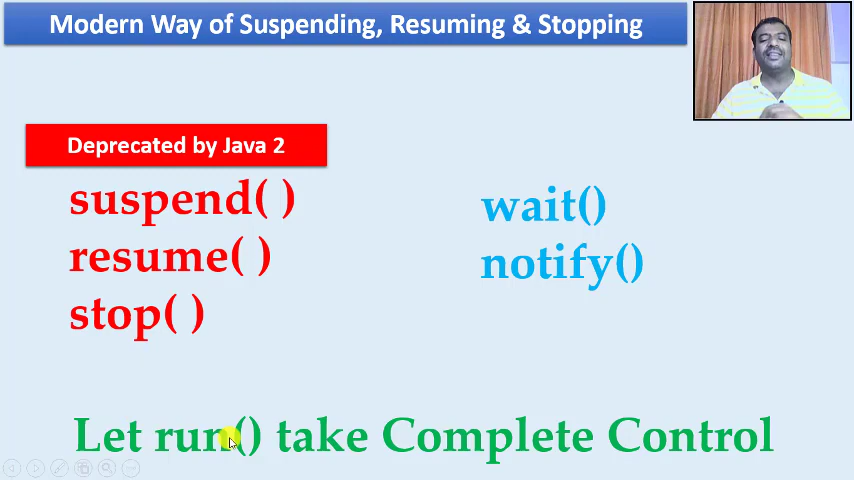 Modern Way of Suspending, Resuming & Stopping
Deprecated by Java 2
suspend( )
resume( )
stop( )
wait()
notify()
Let run() take Complete Control